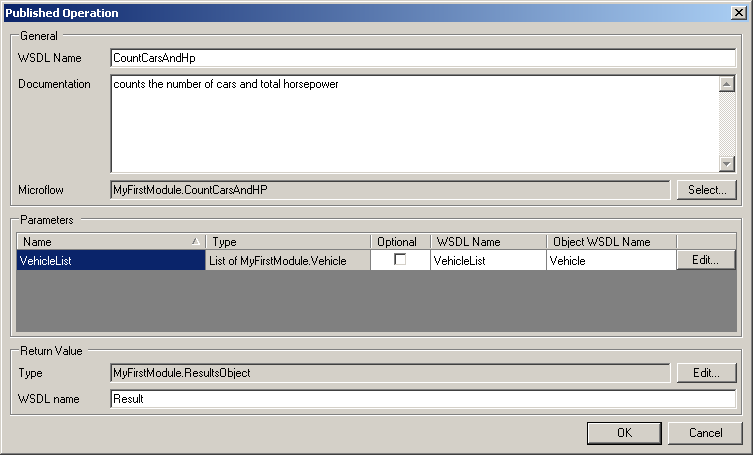 Published Operation
General
WSDL Name CountCarsAndHp
Documentation counts the number of cars and total horsepower
Microflow MyFirstModule.CountCarsAndHP Select...
Parameters
Name Type Optional WSDL Name Object WSDL Name
VehicleList List of MyFirstModule.Vehicle VehicleList Vehicle Edit...
Return Value
Type MyFirstModule.ResultsObject Edit...
WSDL name Result
OK Cancel